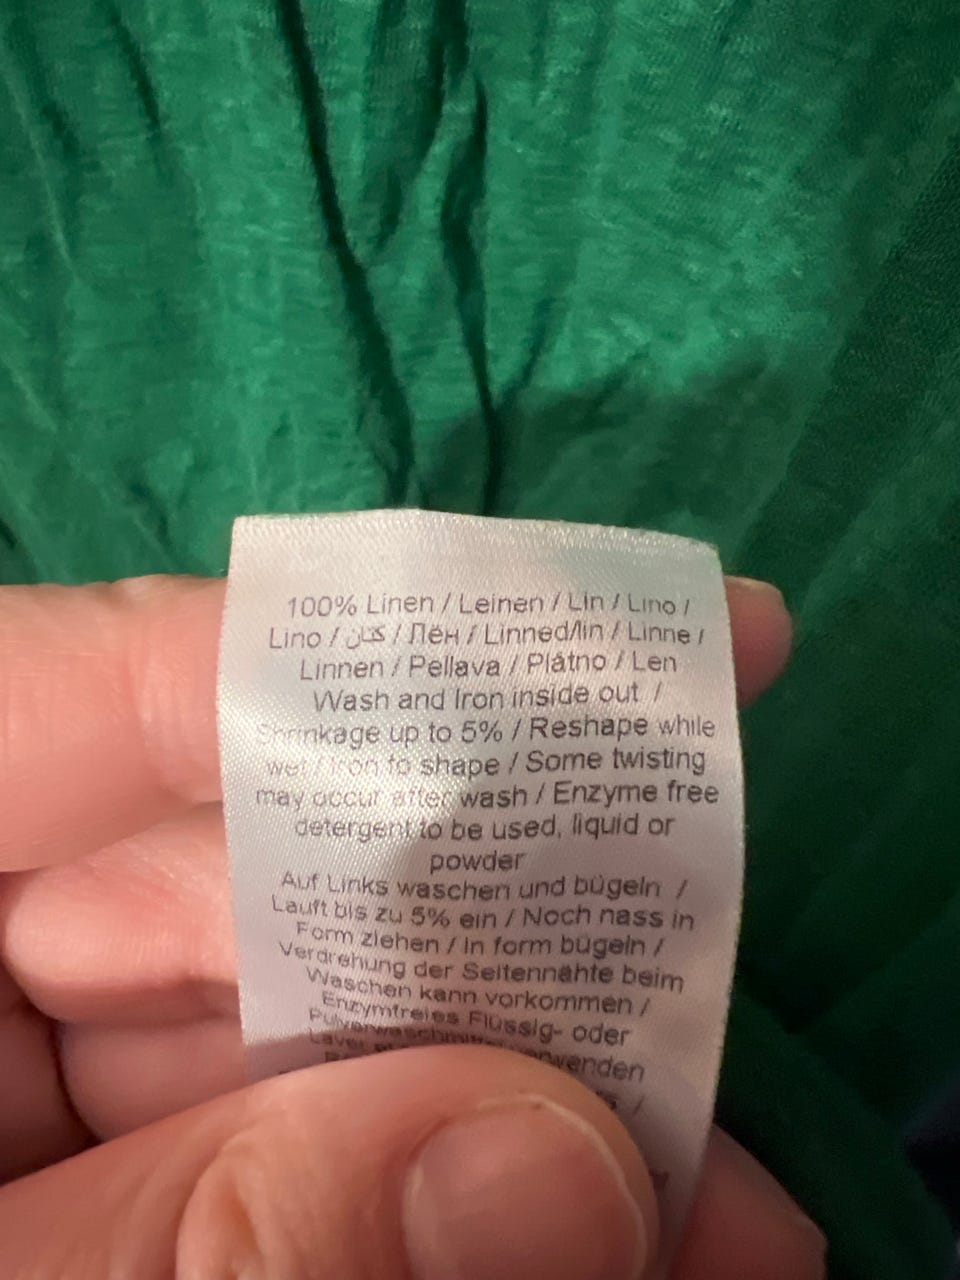 100% Linen / Leinen / Lin / Lino /
Lino / كتان / Лён / Linned/lin / Linne /
Linnen / Pellava / Plátno / Len
Wash and Iron inside out /
Shrinkage up to 5% / Reshape while
wet / Iron to shape / Some twisting
may occur after wash / Enzyme free
detergent to be used, liquid or
powder
Auf Links waschen und bügeln /
Lauft bis zu 5% ein / Noch nass in
Form ziehen / In form bügeln /
Verdrehung der Seitennähte beim
Waschen kann vorkommen /
Enzymfreies Flüssig- oder
Pulverwaschmittel verwenden
Laver